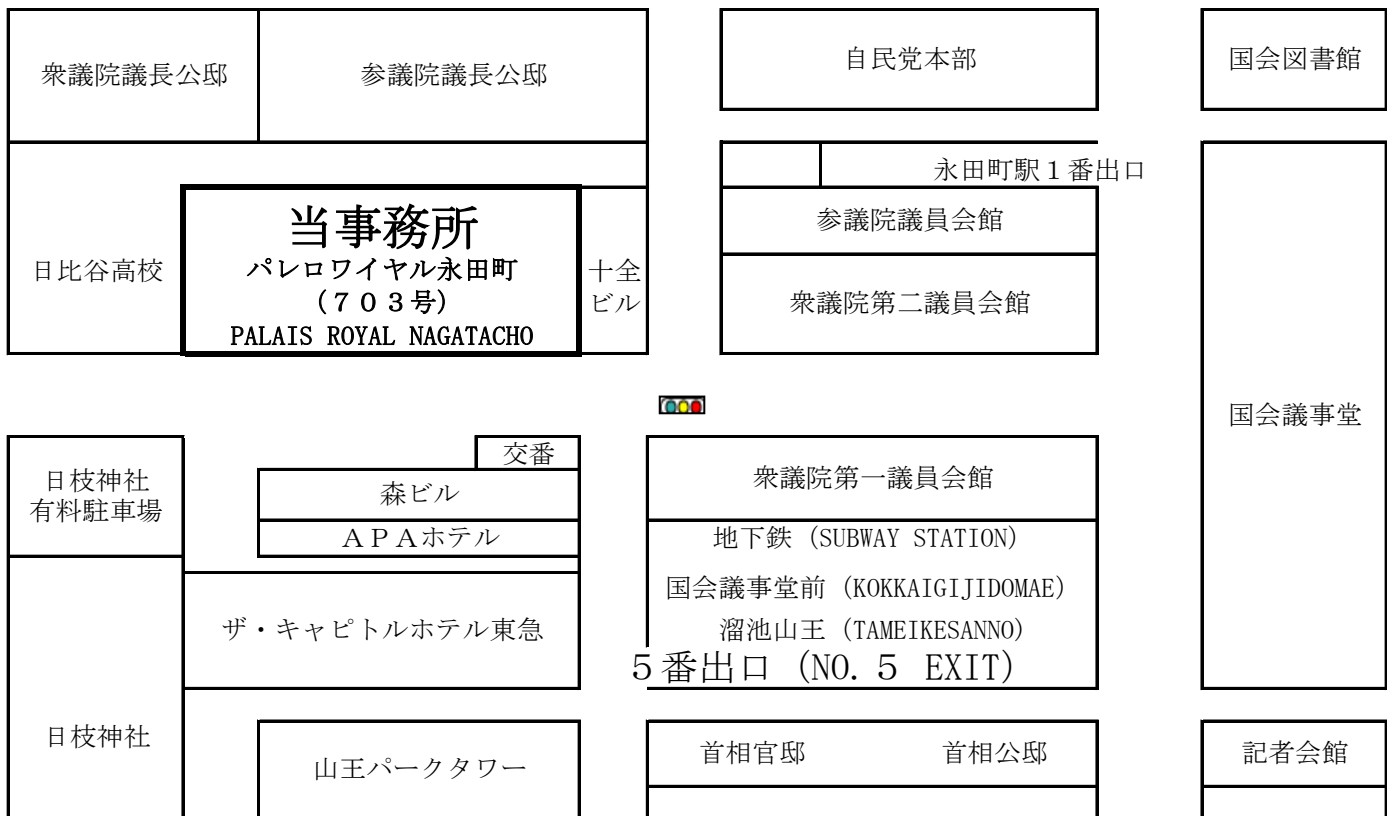 衆議院議長公邸
参議院議長公邸
自民党本部
国会図書館
永田町駅１番出口
日比谷高校
当事務所
パレロワイヤル永田町
（７０３号）
PALAIS ROYAL NAGATACHO
十全
ビル
参議院議員会館
衆議院第二議員会館
国会議事堂
日枝神社
有料駐車場
交番
森ビル
ＡＰＡホテル
衆議院第一議員会館
地下鉄 (SUBWAY STATION)
国会議事堂前 (KOKKAIGIJIDOMAE)
溜池山王 (TAMEIKESANNO)
５番出口 (NO.５ EXIT)
ザ・キャピトルホテル東急
日枝神社
山王パークタワー
首相官邸
首相公邸
記者会館